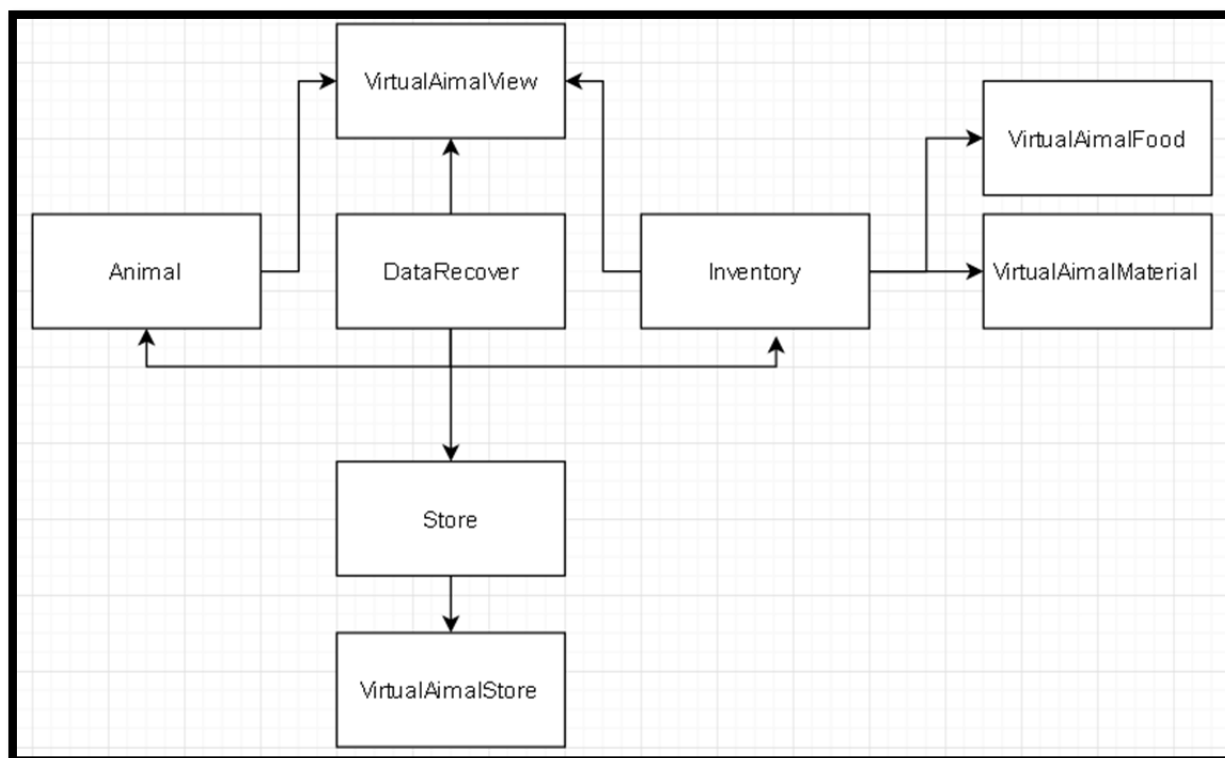 VirtualAimalView
VirtualAimalFood
Animal
DataRecover
Inventory
VirtualAimalMaterial
Store
VirtualAimalStore